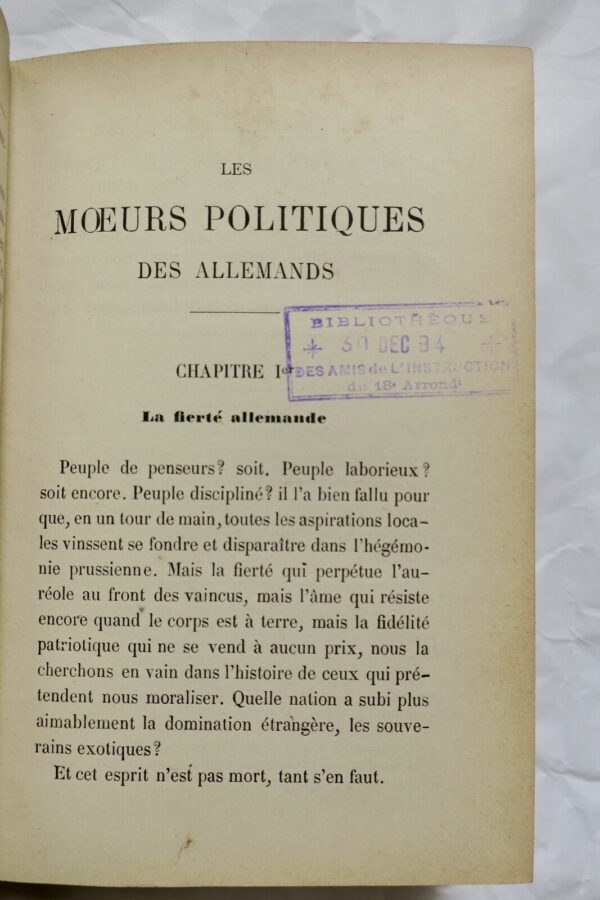 LES
MŒURS POLITIQUES
DES ALLEMANDS
BIBLIOTHÈQUE
30 DEC 94
DES AMIS de L'INSTRUCTION
du 18e Arrondt
CHAPITRE Ier
La fierté allemande
Peuple de penseurs? soit. Peuple laborieux?
soit encore. Peuple discipliné? il l'a bien fallu pour
que, en un tour de main, toutes les aspirations loca-
les vinssent se fondre et disparaître dans l'hégémo-
nie prussienne. Mais la fierté qui perpétue l'au-
réole au front des vaincus, mais l'âme qui résiste
encore quand le corps est à terre, mais la fidélité
patriotique qui ne se vend à aucun prix, nous la
cherchons en vain dans l'histoire de ceux qui pré-
tendent nous moraliser. Quelle nation a subi plus
aimablement la domination étrangère, les souve-
rains exotiques?
Et cet esprit n'est pas mort, tant s'en faut.